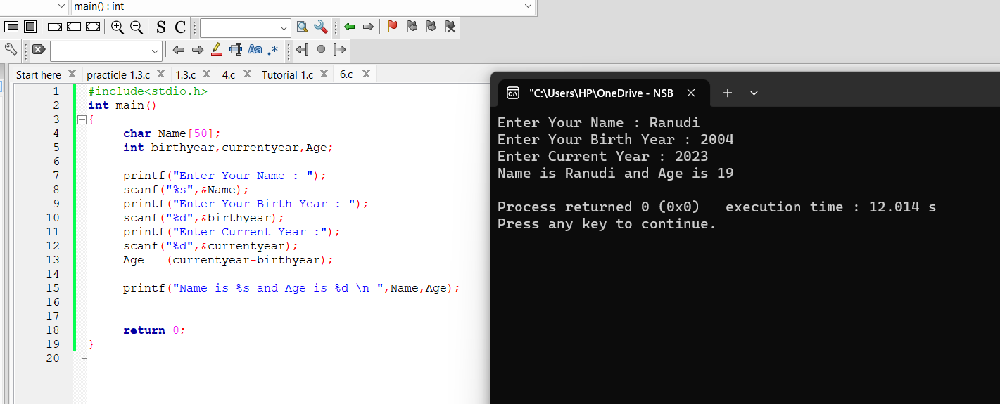 main() : int
S C
Aa .*
Start here practicle 1.3.c 1.3.c 4.c Tutorial 1.c 6.c
1 #include<stdio.h>
2 int main()
3 {
4 char Name[50];
5 int birthyear,currentyear,Age;
6
7 printf("Enter Your Name : ");
8 scanf("%s",&Name);
9 printf("Enter Your Birth Year : ");
10 scanf("%d",&birthyear);
11 printf("Enter Current Year :");
12 scanf("%d",&currentyear);
13 Age = (currentyear-birthyear);
14
15 printf("Name is %s and Age is %d \n ",Name,Age);
16
17
18 return 0;
19 }
20
"C:\Users\HP\OneDrive - NSB
Enter Your Name : Ranudi
Enter Your Birth Year : 2004
Enter Current Year : 2023
Name is Ranudi and Age is 19
Process returned 0 (0x0) execution time : 12.014 s
Press any key to continue.